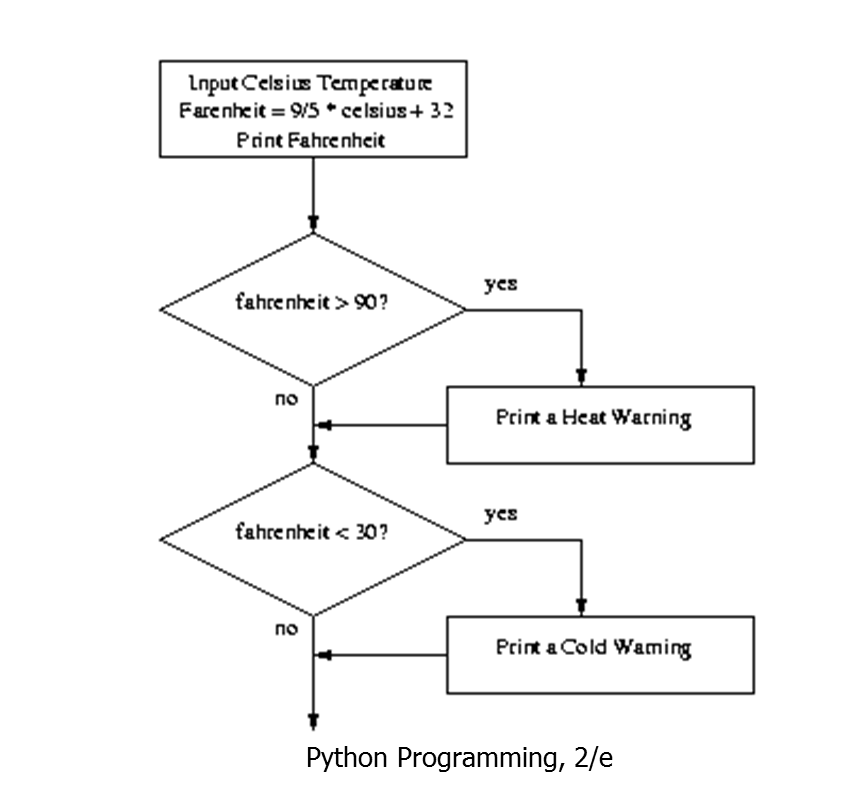 Input Celsius Temperature
Farenheit = 9/5 * celsius + 32
Print Fahrenheit
fahrenheit > 90?
yes
no
Print a Heat Warning
fahrenheit < 30?
yes
no
Print a Cold Warning
Python Programming, 2/e